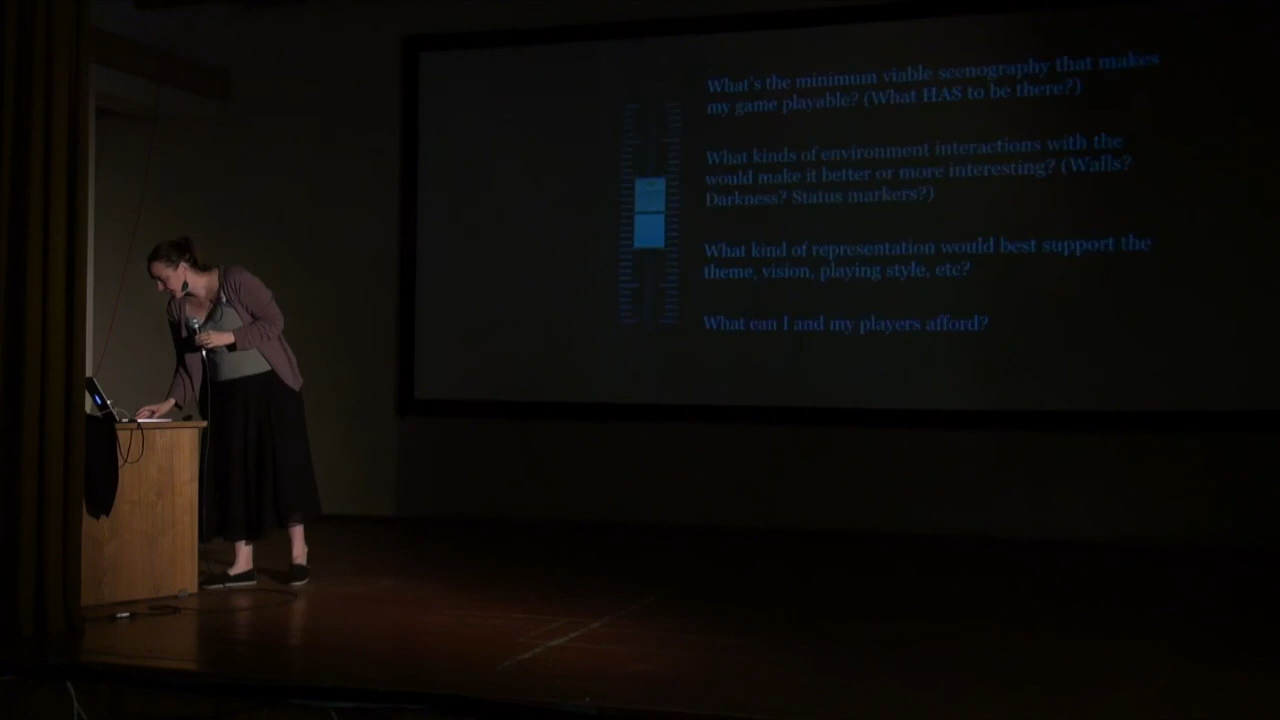 What's the minimum viable scenography that makes
my game playable? (What HAS to be there?)
What kinds of environment interactions with the
would make it better or more interesting? (Walls?
Darkness? Status markers?)
What kind of representation would best support the
theme, vision, playing style, etc?
What can I and my players afford?